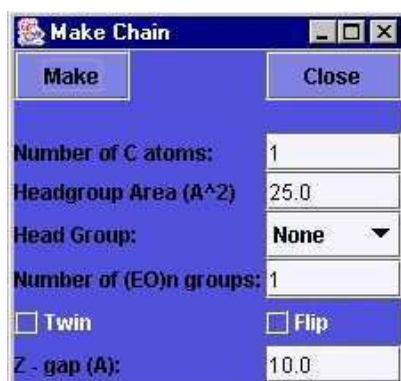 Make Chain
Make Close
Number of C atoms: 1
Headgroup Area (A^2) 25.0
Head Group: None
Number of (EO)n groups: 1
Twin Flip
Z - gap (A): 10.0